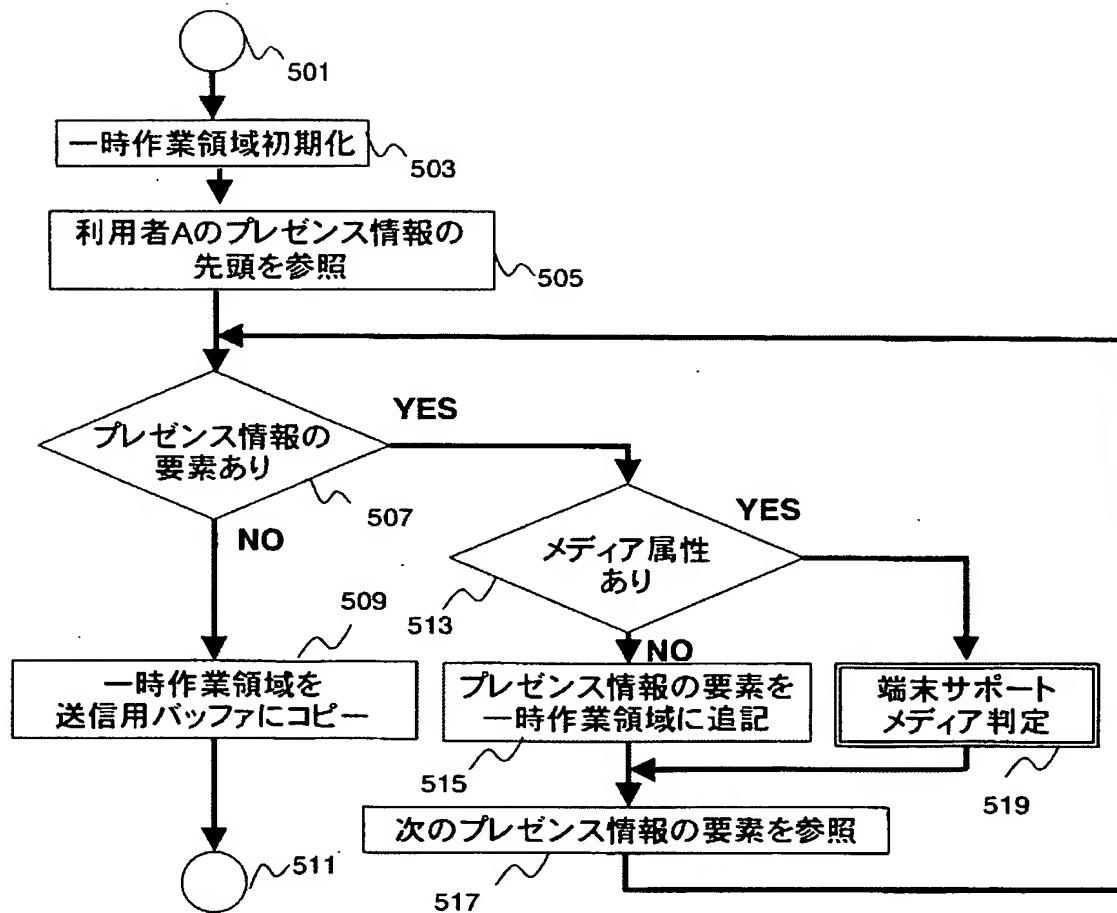 501
一時作業領域初期化
503
利用者Aのプレゼンス情報の
先頭を参照
505
プレゼンス情報の
要素あり
YES
507
NO
メディア属性
あり
YES
513
NO
509
一時作業領域を
送信用バッファにコピー
プレゼンス情報の要素を
一時作業領域に追記
515
端末サポート
メディア判定
519
次のプレゼンス情報の要素を参照
517
511